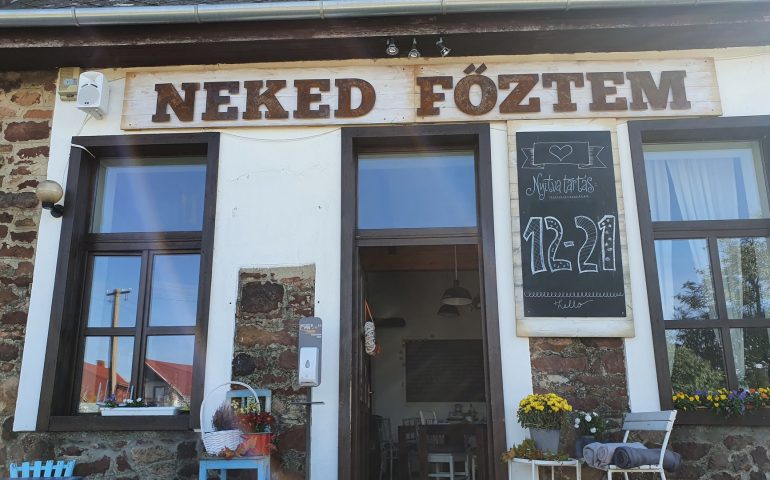 NEKED FŐZTEM
Nyitvatartás:
12-21
hello